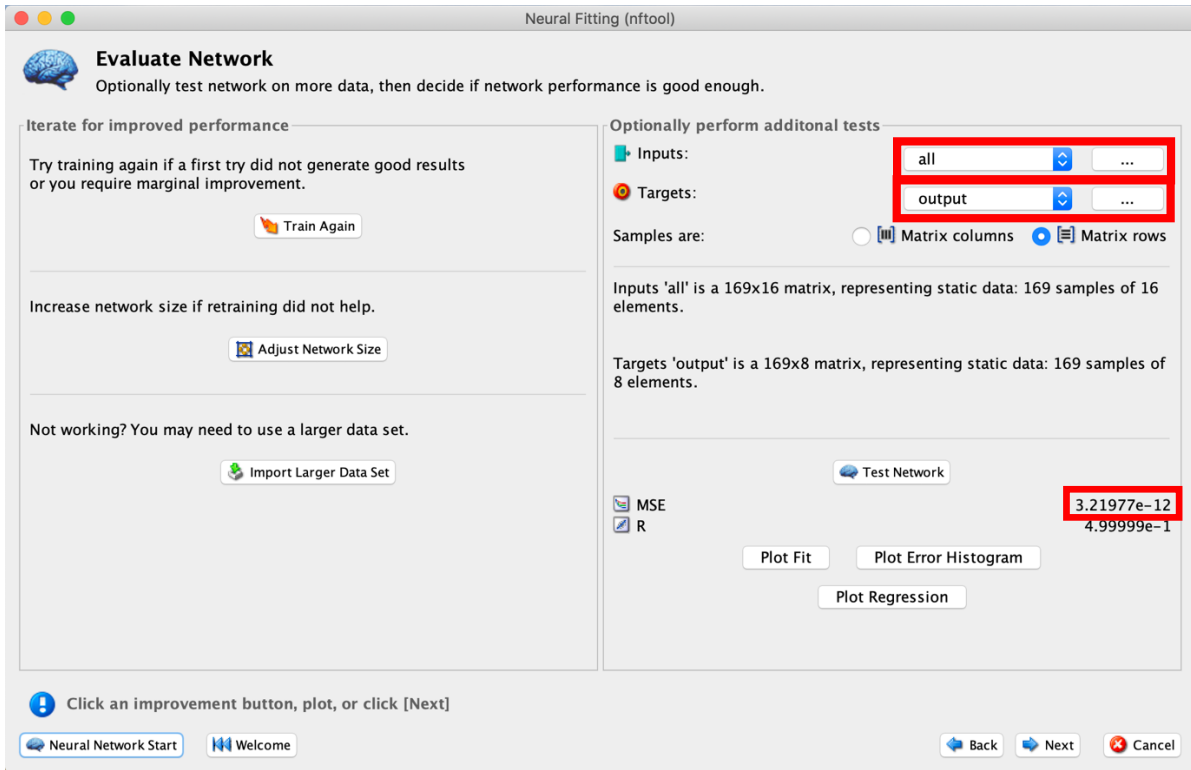 Neural Fitting (nftool)
Evaluate Network
Optionally test network on more data, then decide if network performance is good enough.
Iterate for improved performance
Try training again if a first try did not generate good results
or you require marginal improvement.
Train Again
Increase network size if retraining did not help.
Adjust Network Size
Not working? You may need to use a larger data set.
Import Larger Data Set
Optionally perform additonal tests
Inputs: all ...
Targets: output ...
Samples are: Matrix columns Matrix rows
Inputs 'all' is a 169x16 matrix, representing static data: 169 samples of 16
elements.
Targets 'output' is a 169x8 matrix, representing static data: 169 samples of
8 elements.
Test Network
MSE 3.21977e-12
R 4.99999e-1
Plot Fit Plot Error Histogram
Plot Regression
Click an improvement button, plot, or click [Next]
Neural Network Start Welcome Back Next Cancel